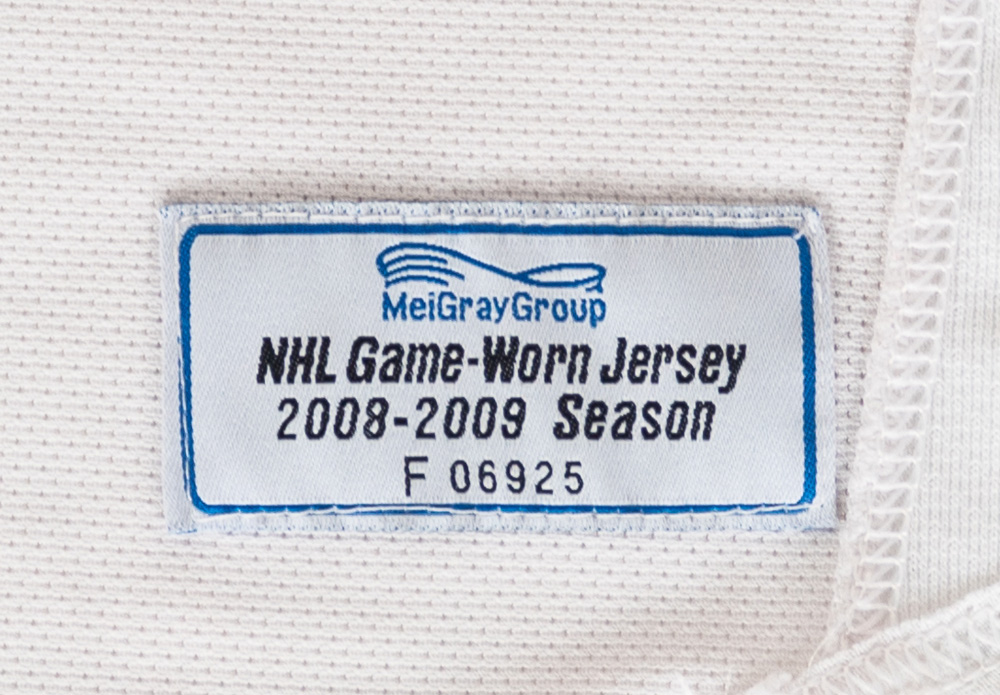 MeiGrayGroup
NHL Game-Worn Jersey
2008-2009 Season
F 06925